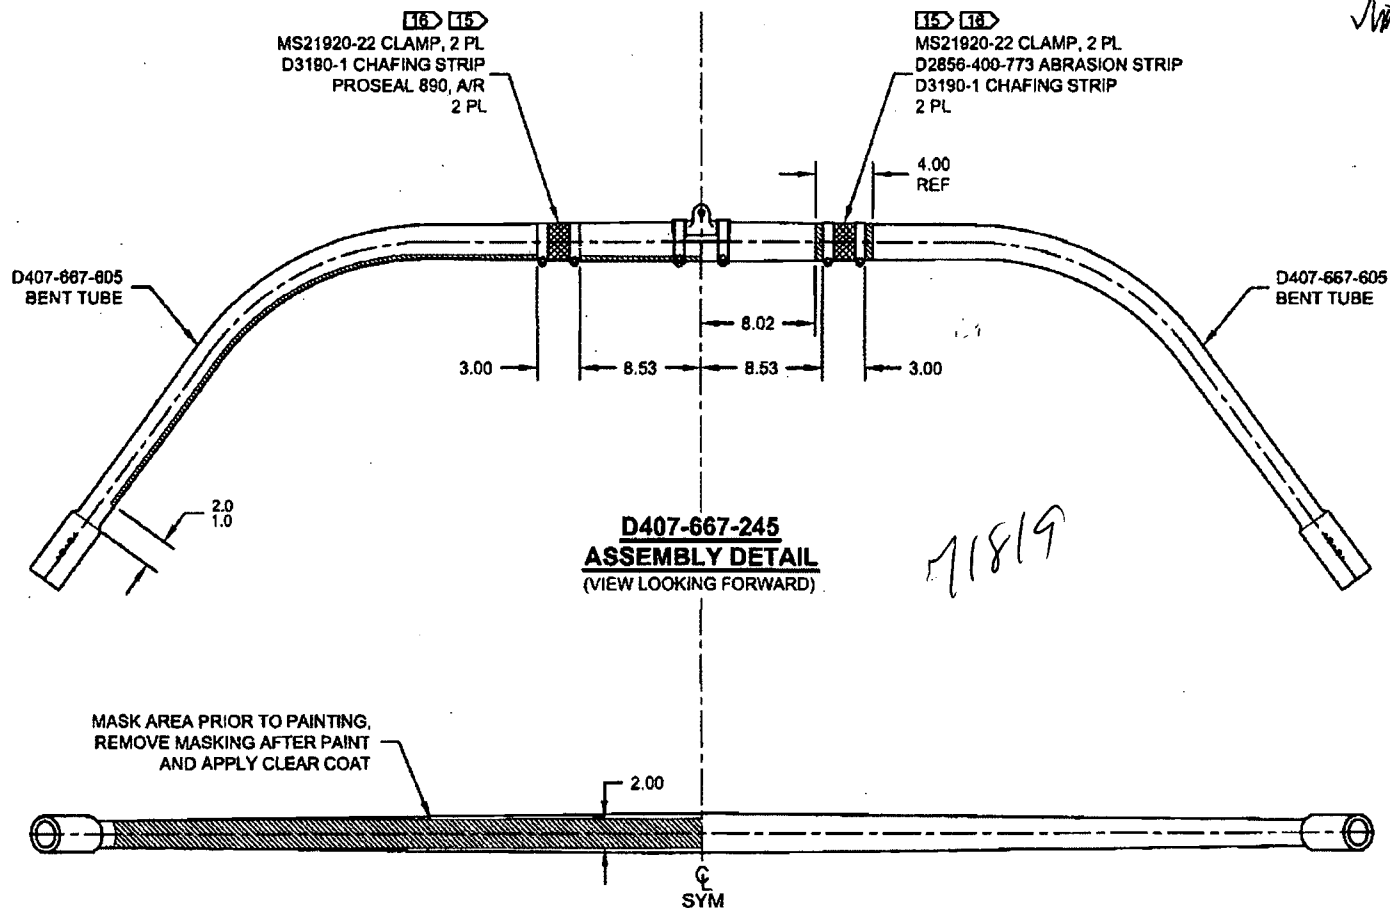 16 15
MS21920-22 CLAMP, 2 PL
D3190-1 CHAFING STRIP
PROSEAL 890, A/R
2 PL
15 16
MS21920-22 CLAMP, 2 PL
D2856-400-773 ABRASION STRIP
D3190-1 CHAFING STRIP
2 PL
4.00
REF
D407-667-605
BENT TUBE
D407-667-605
BENT TUBE
8.02
3.00
8.53
8.53
3.00
2.0
1.0
D407-667-245
ASSEMBLY DETAIL
(VIEW LOOKING FORWARD)
71819
MASK AREA PRIOR TO PAINTING,
REMOVE MASKING AFTER PAINT
AND APPLY CLEAR COAT
2.00
SYM